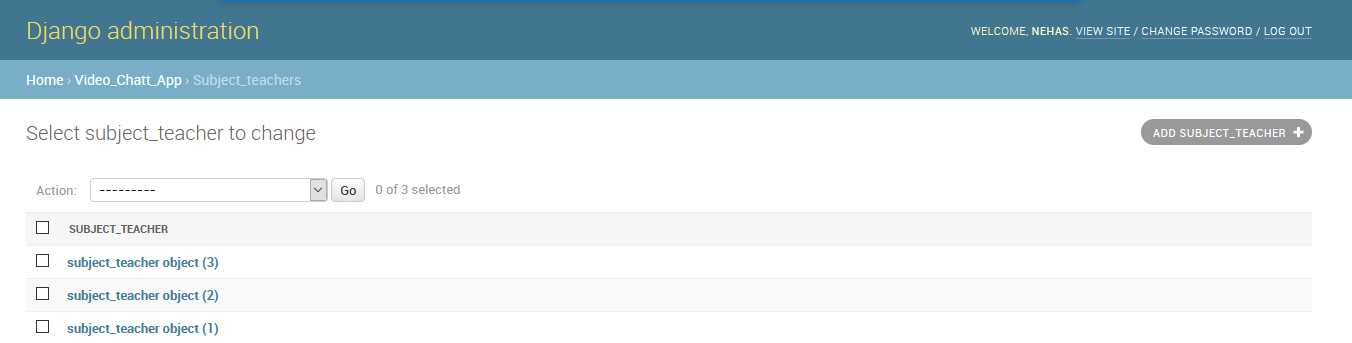 Django administration
WELCOME, NEHAS. VIEW SITE / CHANGE PASSWORD / LOG OUT
Home › Video_Chatt_App › Subject_teachers
Select subject_teacher to change
ADD SUBJECT_TEACHER +
Action: --------- Go 0 of 3 selected
SUBJECT_TEACHER
subject_teacher object (3)
subject_teacher object (2)
subject_teacher object (1)